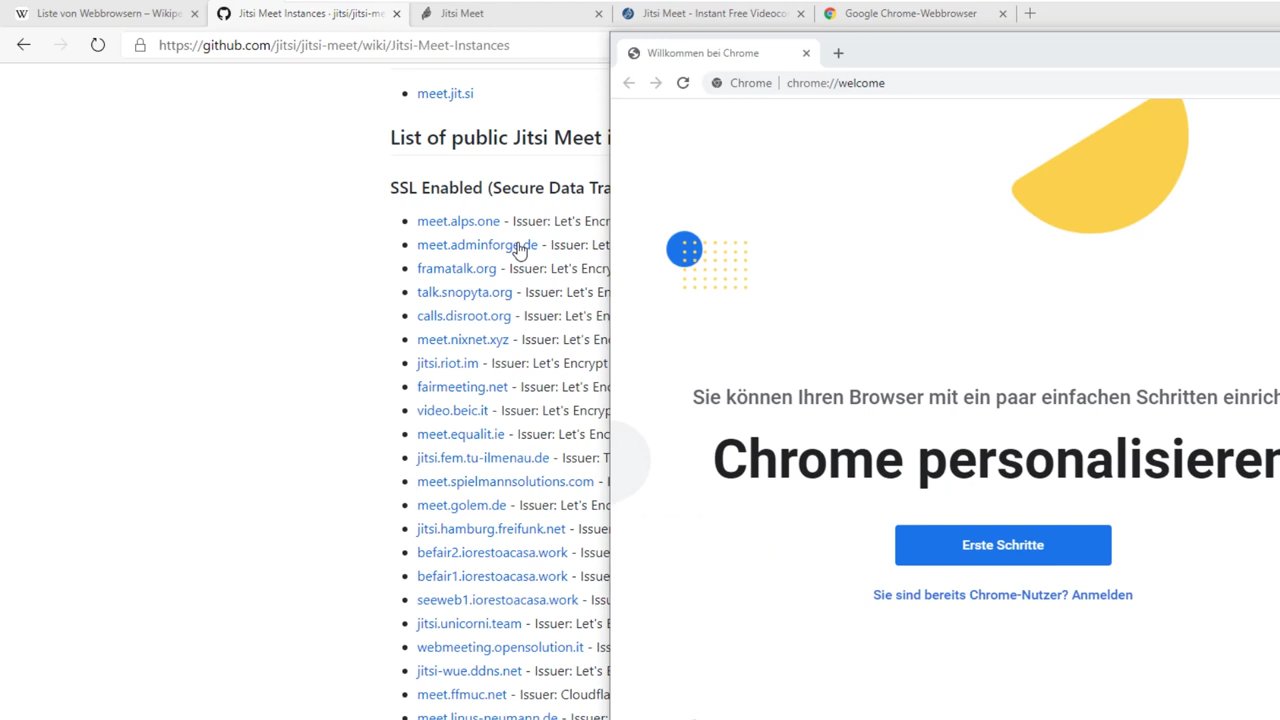 Liste von Webbrowsern – Wikipe
Jitsi Meet Instances · jitsi/jitsi-me
Jitsi Meet
Jitsi Meet - Instant Free Videoco
Google Chrome-Webbrowser
https://github.com/jitsi/jitsi-meet/wiki/Jitsi-Meet-Instances
meet.jit.si
List of public Jitsi Meet i
SSL Enabled (Secure Data Tra
meet.alps.one - Issuer: Let's Encr
meet.adminforge.de - Issuer: Let
framatalk.org - Issuer: Let's Encry
talk.snopyta.org - Issuer: Let's En
calls.disroot.org - Issuer: Let's En
meet.nixnet.xyz - Issuer: Let's En
jitsi.riot.im - Issuer: Let's Encrypt
fairmeeting.net - Issuer: Let's En
video.beic.it - Issuer: Let's Encryp
meet.equalit.ie - Issuer: Let's Enc
jitsi.fem.tu-ilmenau.de - Issuer: T
meet.spielmannsolutions.com - I
meet.golem.de - Issuer: Let's Enc
jitsi.hamburg.freifunk.net - Issuer
befair2.iorestoacasa.work - Issue
befair1.iorestoacasa.work - Issue
seeweb1.iorestoacasa.work - Issu
jitsi.unicorni.team - Issuer: Let's E
webmeeting.opensolution.it - Iss
jitsi-wue.ddns.net - Issuer: Let's E
meet.ffmuc.net - Issuer: Cloudfla
meet.linus-neumann.de - Issuer:
Willkommen bei Chrome
Chrome | chrome://welcome
Sie können Ihren Browser mit ein paar einfachen Schritten einrich
Chrome personalisieren
Erste Schritte
Sie sind bereits Chrome-Nutzer? Anmelden